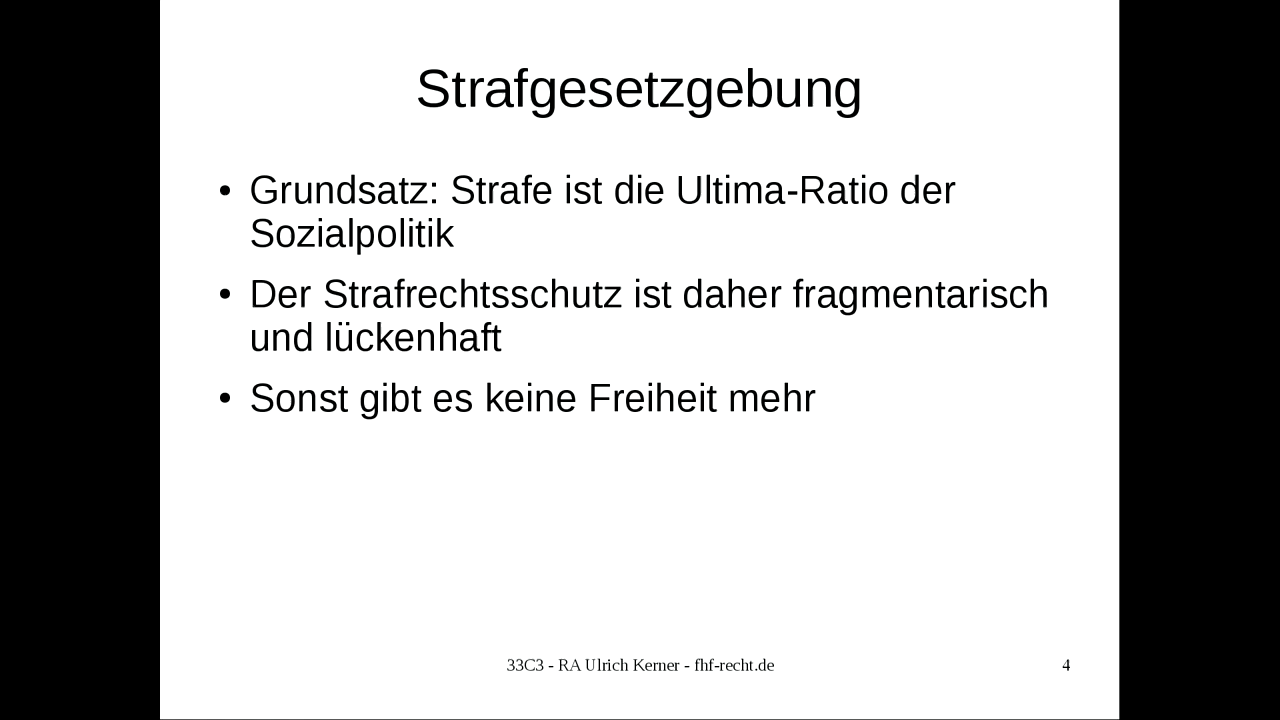 Strafgesetzgebung
• Grundsatz: Strafe ist die Ultima-Ratio der
Sozialpolitik
• Der Strafrechtsschutz ist daher fragmentarisch
und lückenhaft
• Sonst gibt es keine Freiheit mehr
33C3 - RA Ulrich Kerner - fhf-recht.de
4